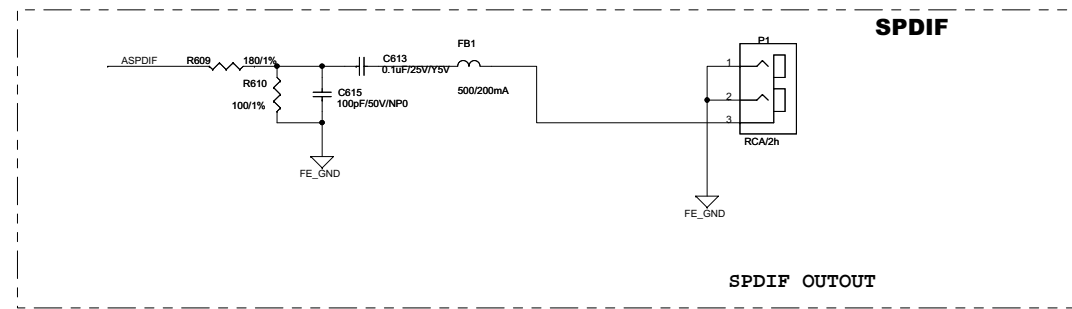 SPDIF
ASPDIF
R609
180/1%
R610
100/1%
C615
100pF/50V/NP0
FE_GND
C613
0.1uF/25V/Y5V
FB1
500/200mA
P1
1
2
3
RCA/2h
FE_GND
SPDIF OUTOUT